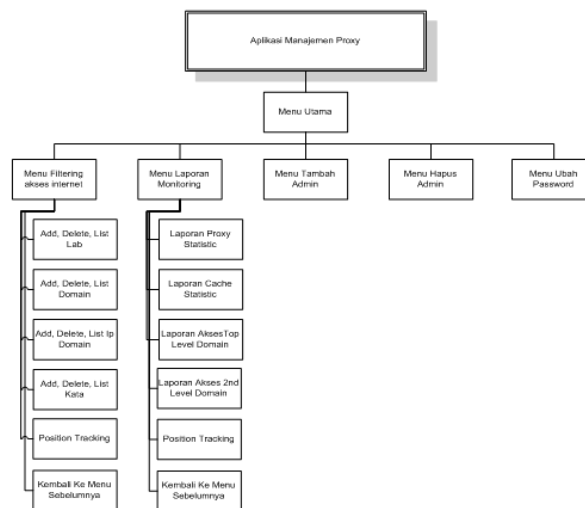 Aplikasi Manajemen Proxy
Menu Utama
Menu Filtering
akses internet
Menu Laporan
Monitoring
Menu Tambah
Admin
Menu Hapus
Admin
Menu Ubah
Password
Add, Delete, List
Lab
Add, Delete, List
Domain
Add, Delete, List Ip
Domain
Add, Delete, List
Kata
Position Tracking
Kembali Ke Menu
Sebelumnya
Laporan Proxy
Statistic
Laporan Cache
Statistic
Laporan AksesTop
Level Domain
Laporan Akses 2nd
Level Domain
Position Tracking
Kembali Ke Menu
Sebelumnya